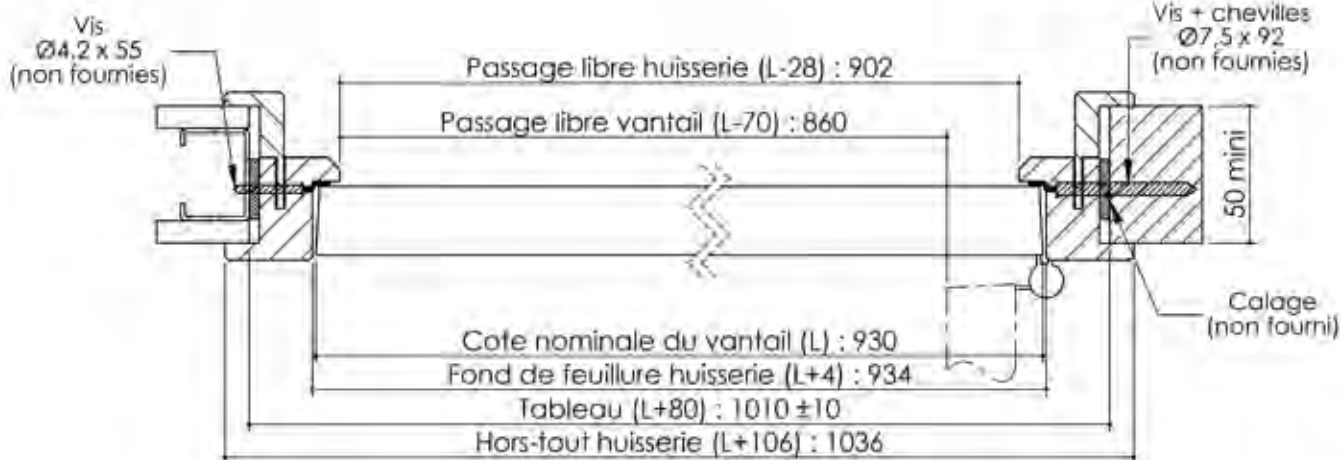 Vis
Ø4,2 x 55
(non fournies)
Vis + chevilles
Ø7,5 x 92
(non fournies)
Passage libre huisserie (L-28) : 902
Passage libre vantail (L-70) : 860
50 mini
Calage
(non fourni)
Cote nominale du vantail (L) : 930
Fond de feuillure huisserie (L+4) : 934
Tableau (L+80) : 1010 ±10
Hors-tout huisserie (L+106) : 1036